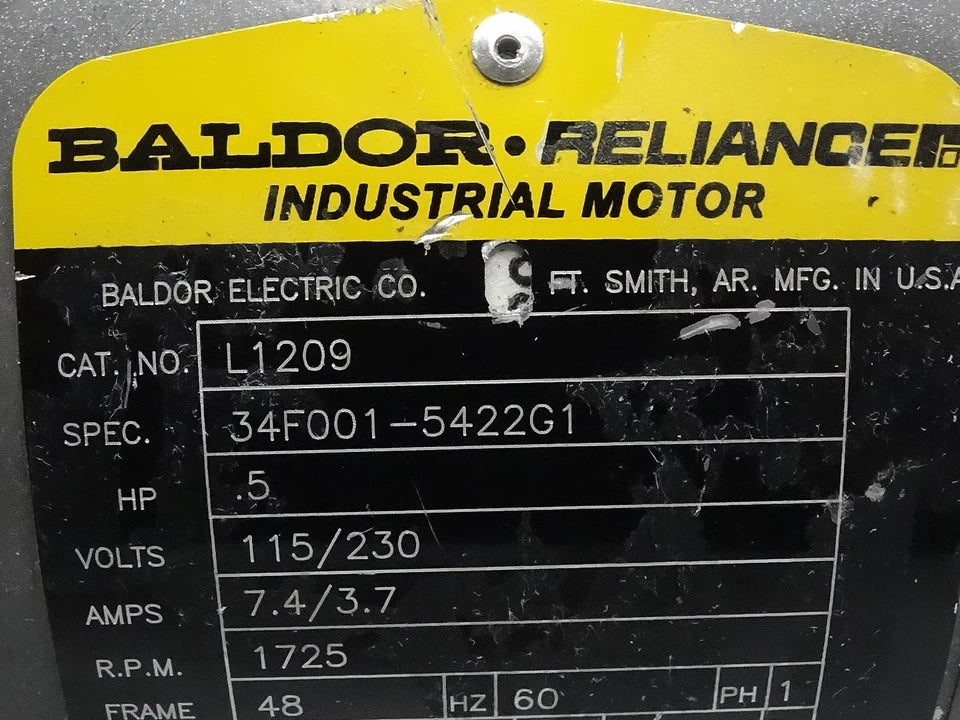 BALDOR • RELIANCE
INDUSTRIAL MOTOR
BALDOR ELECTRIC CO. FT. SMITH, AR. MFG. IN U.S.A
CAT. NO. L1209
SPEC. 34F001-5422G1
HP .5
VOLTS 115/230
AMPS 7.4/3.7
R.P.M. 1725
FRAME 48 HZ 60 PH 1